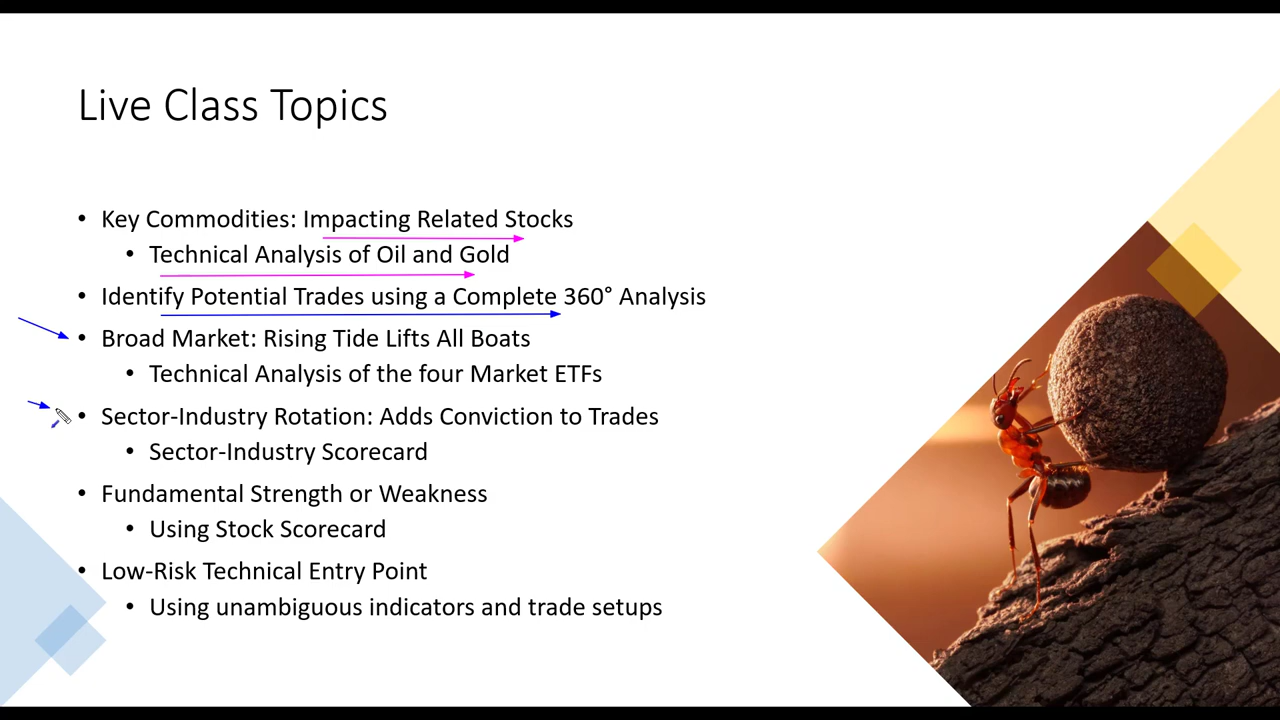 Live Class Topics
• Key Commodities: Impacting Related Stocks
• Technical Analysis of Oil and Gold
• Identify Potential Trades using a Complete 360° Analysis
• Broad Market: Rising Tide Lifts All Boats
• Technical Analysis of the four Market ETFs
• Sector-Industry Rotation: Adds Conviction to Trades
• Sector-Industry Scorecard
• Fundamental Strength or Weakness
• Using Stock Scorecard
• Low-Risk Technical Entry Point
• Using unambiguous indicators and trade setups